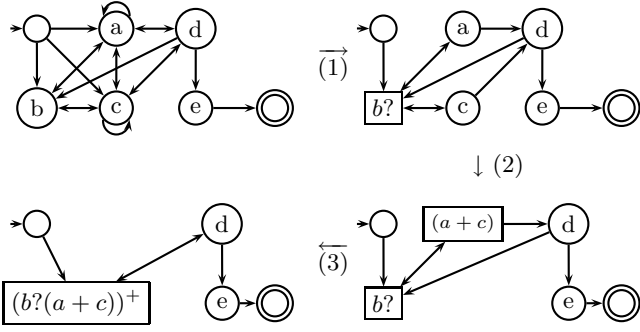 a d a d
(1)
b c e b? c e
↓ (2)
d (a + c) d
(3)
(b?(a + c))+ e b? e